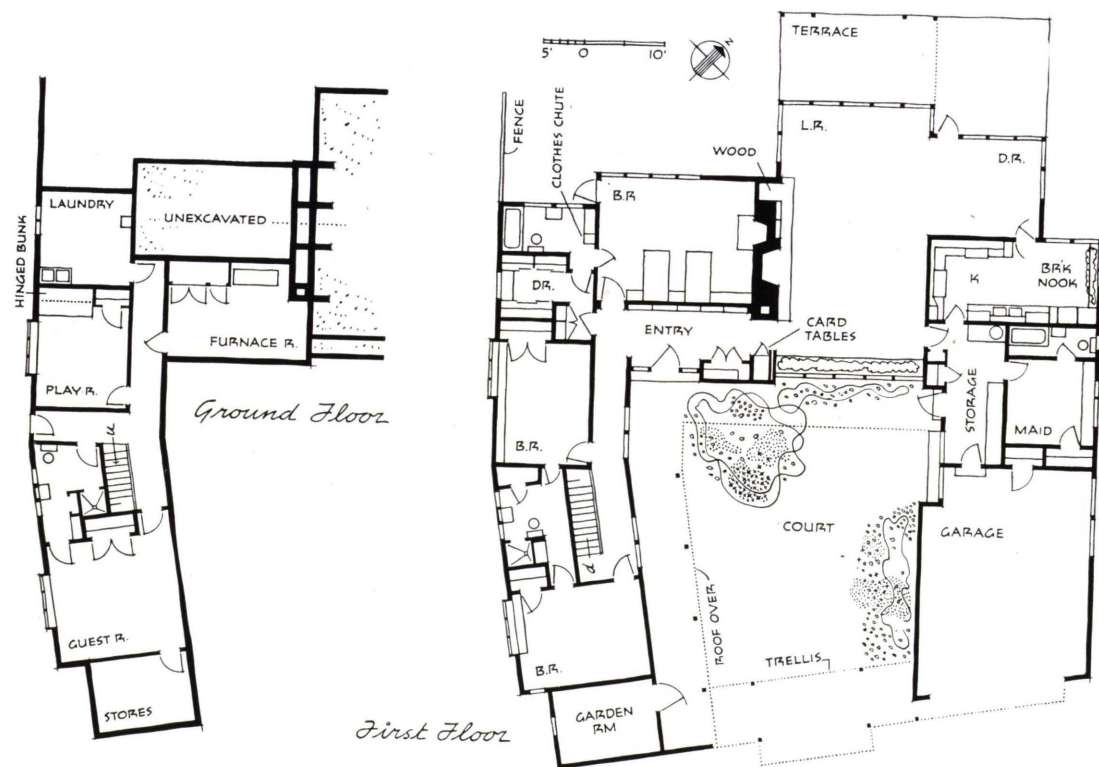 HINGED BUNK
LAUNDRY
UNEXCAVATED
FURNACE R.
PLAY R.
u
GUEST R.
STORES
Ground Floor
5' 0 10'
N
TERRACE
FENCE
CLOTHES CHUTE
WOOD
L.R.
D.R.
B.R
DR.
K
BR'K
NOOK
ENTRY
CARD
TABLES
STORAGE
MAID
B.R.
COURT
GARAGE
d
ROOF OVER
TRELLIS
B.R.
GARDEN
RM
First Floor